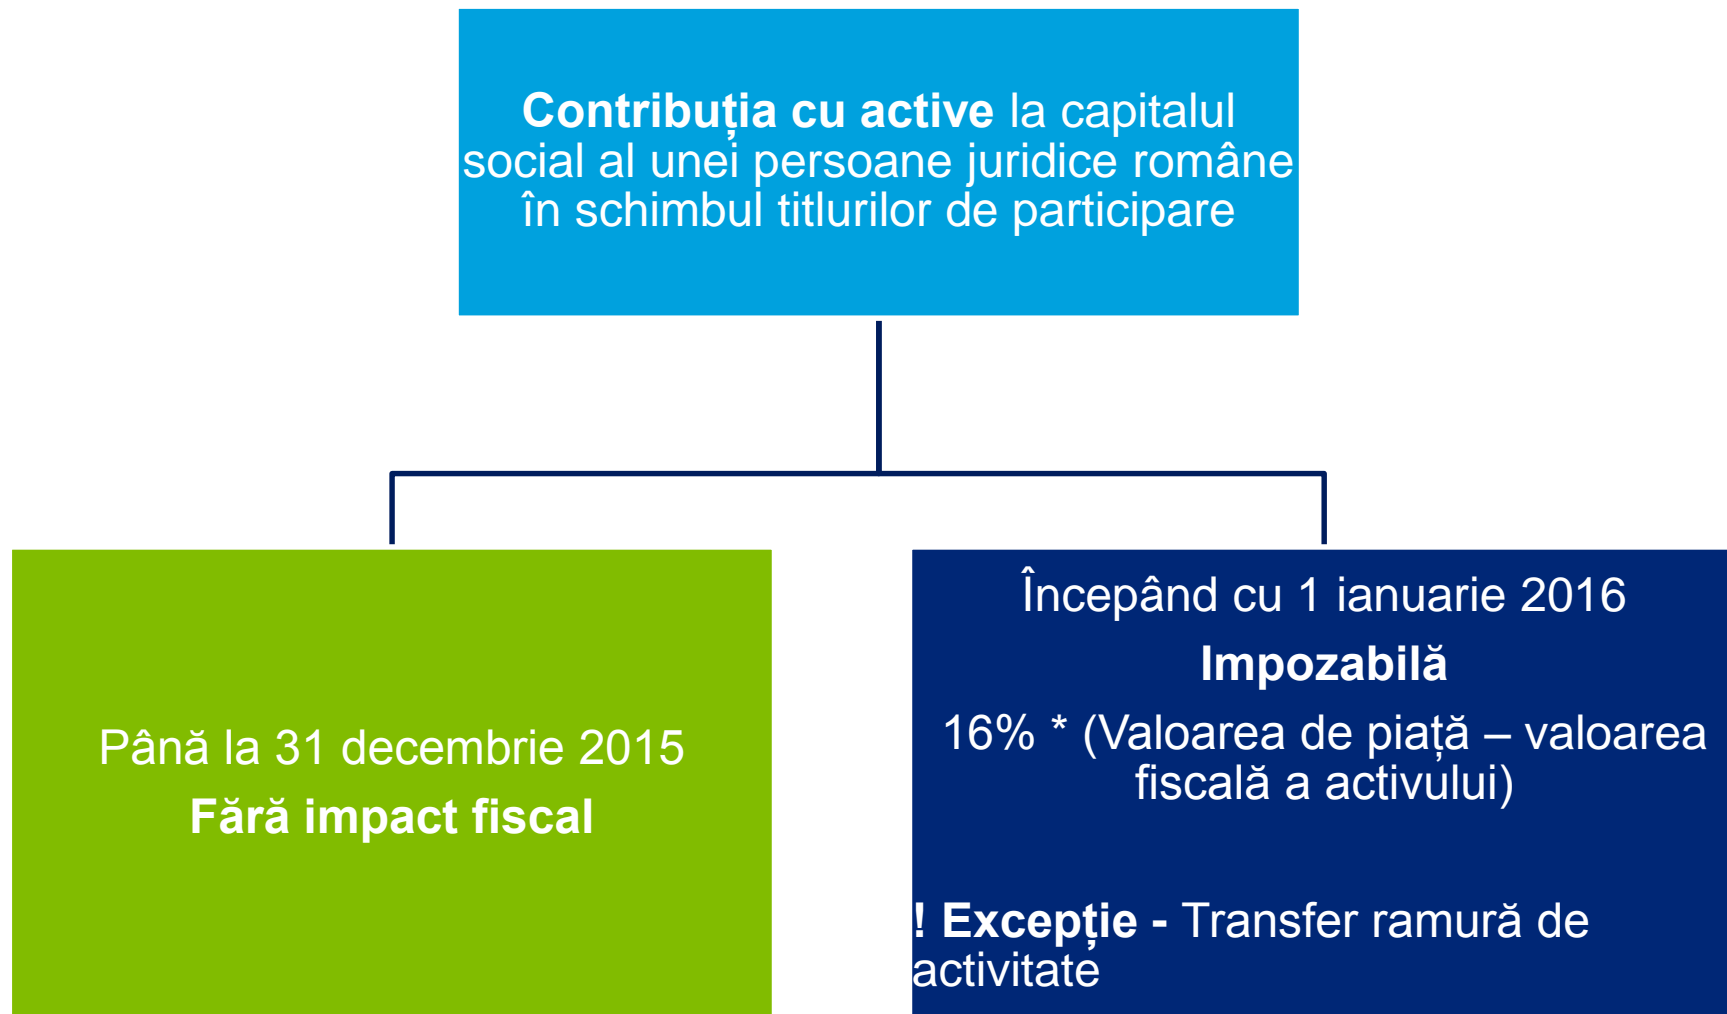 Contribuția cu active la capitalul
social al unei persoane juridice române
în schimbul titlurilor de participare
Până la 31 decembrie 2015
Fără impact fiscal
Începând cu 1 ianuarie 2016
Impozabilă
16% * (Valoarea de piață – valoarea
fiscală a activului)
! Excepție - Transfer ramură de
activitate